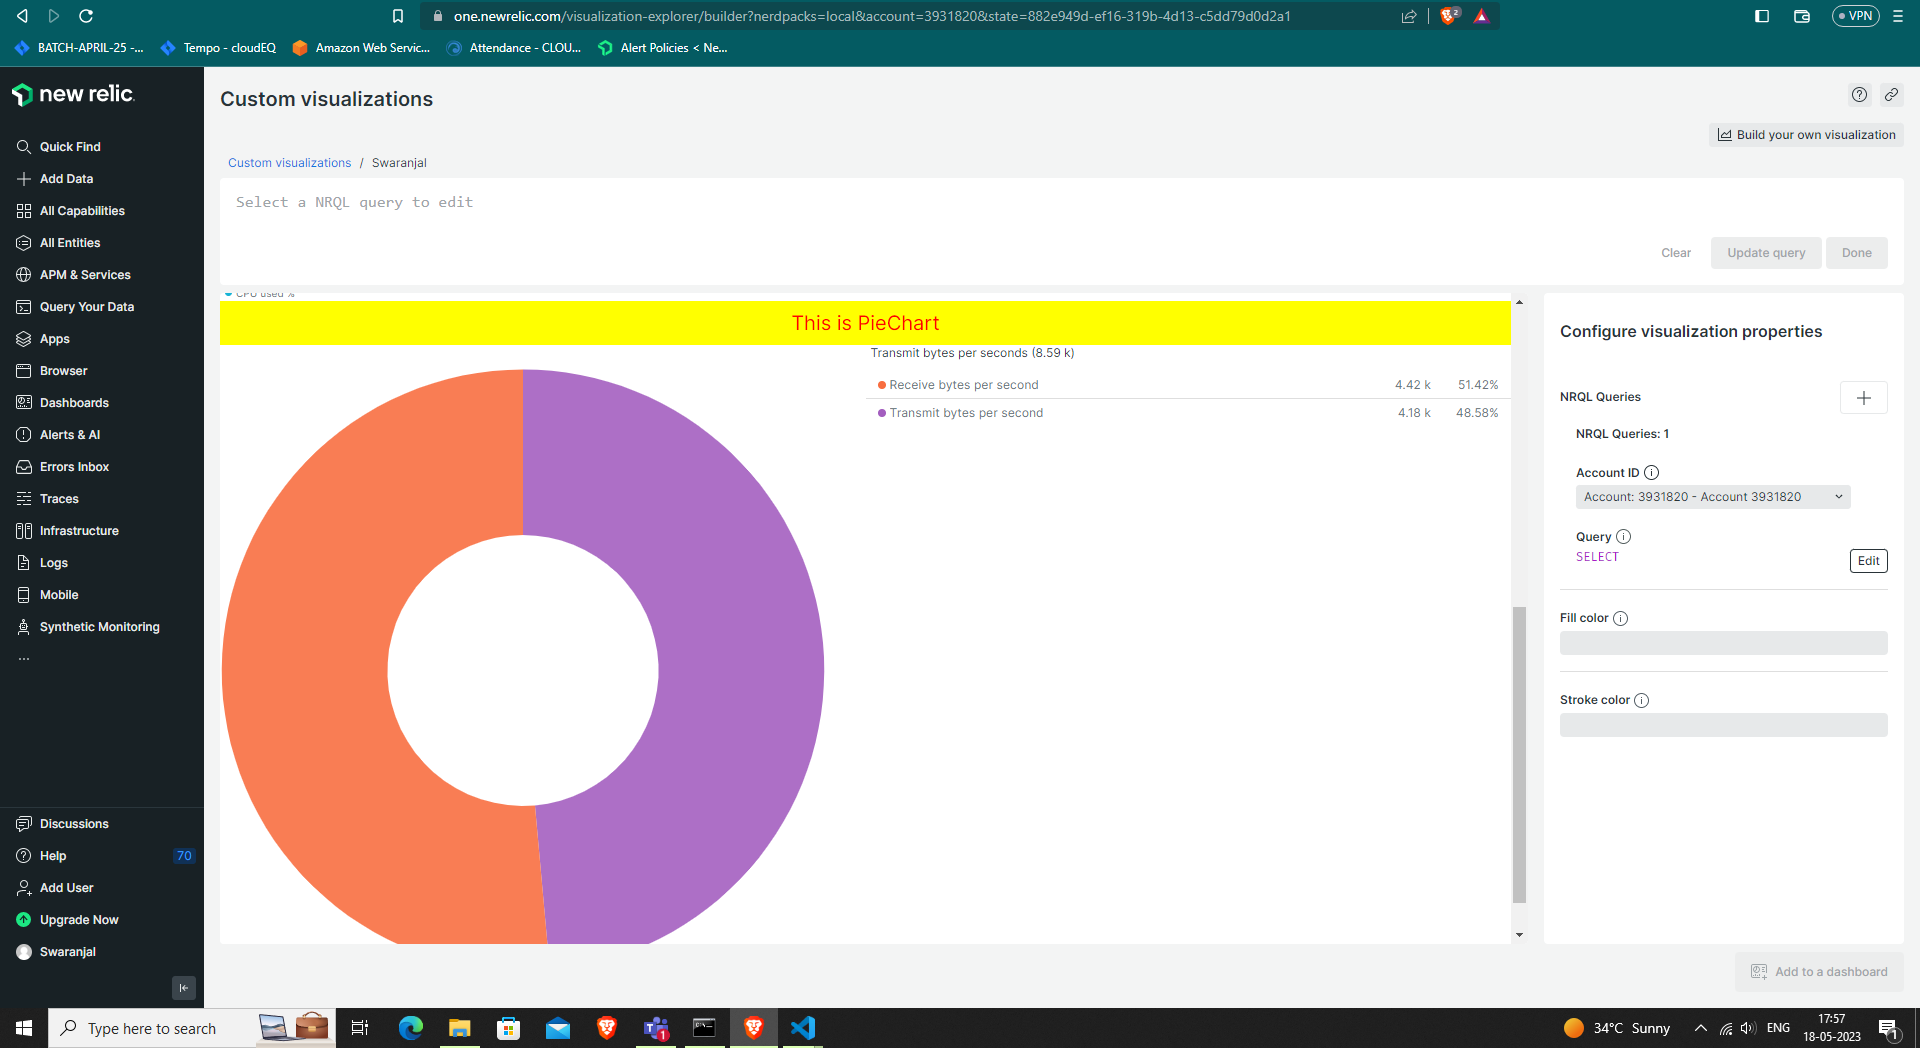 one.newrelic.com/visualization-explorer/builder?nerdpacks=local&account=3931820&state=882e949d-ef16-319b-4d13-c5dd79d0d2a1
2
VPN
BATCH-APRIL-25 -...
Tempo - cloudEQ
Amazon Web Servic...
Attendance - CLOU...
Alert Policies < Ne...
new relic.
Quick Find
Add Data
All Capabilities
All Entities
APM & Services
Query Your Data
Apps
Browser
Dashboards
Alerts & AI
Errors Inbox
Traces
Infrastructure
Logs
Mobile
Synthetic Monitoring
...
Discussions
Help
70
Add User
Upgrade Now
Swaranjal
Custom visualizations
Build your own visualization
Custom visualizations / Swaranjal
Select a NRQL query to edit
Clear
Update query
Done
CPU used %
This is PieChart
Transmit bytes per seconds (8.59 k)
Receive bytes per second 4.42 k 51.42%
Transmit bytes per second 4.18 k 48.58%
Configure visualization properties
NRQL Queries
NRQL Queries: 1
Account ID
Account: 3931820 - Account 3931820
Query
SELECT
Edit
Fill color
Stroke color
Add to a dashboard
Type here to search
1
34°C Sunny
ENG
17:57
18-05-2023
1